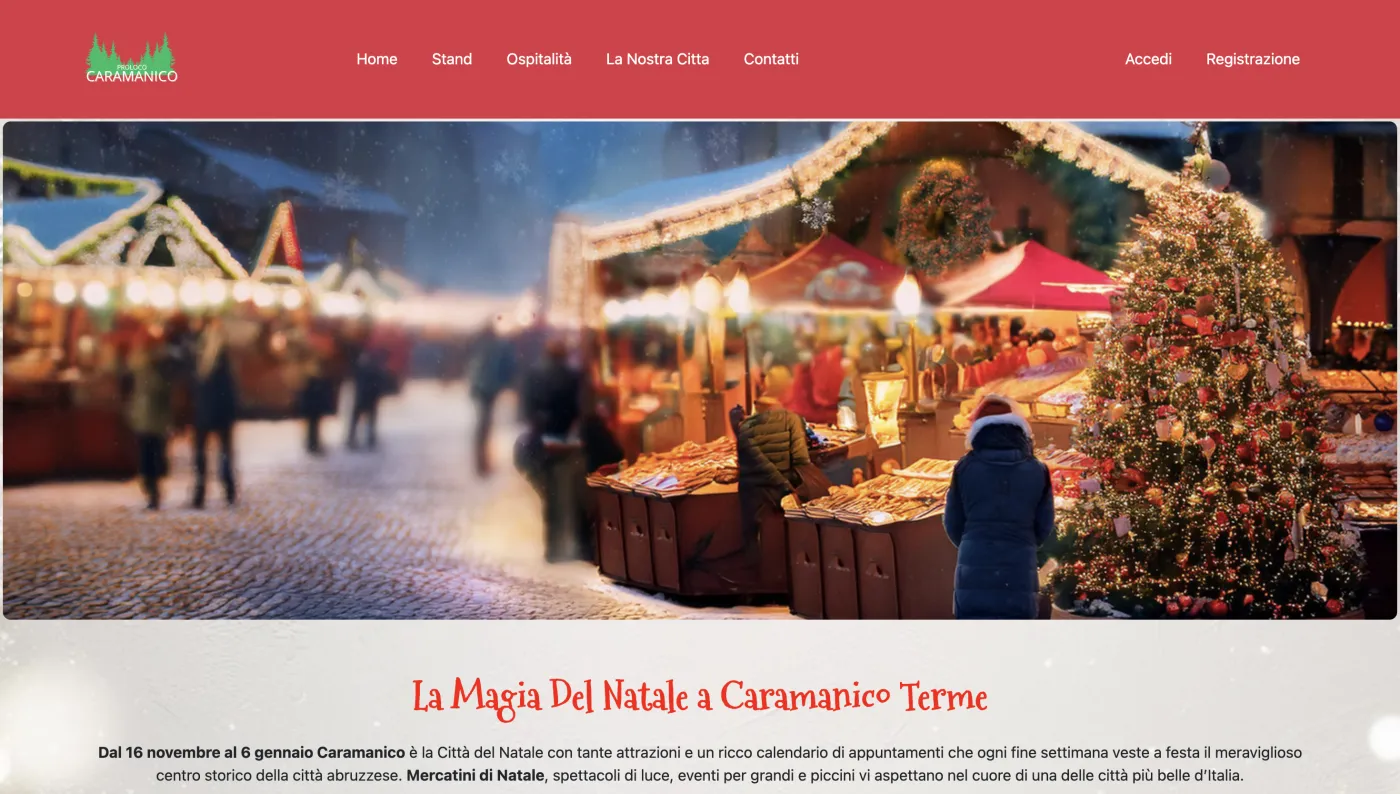 PROLOCO
CARAMANICO
Home Stand Ospitalità La Nostra Citta Contatti Accedi Registrazione
La Magia Del Natale a Caramanico Terme
Dal 16 novembre al 6 gennaio Caramanico è la Città del Natale con tante attrazioni e un ricco calendario di appuntamenti che ogni fine settimana veste a festa il meraviglioso
centro storico della città abruzzese. Mercatini di Natale, spettacoli di luce, eventi per grandi e piccini vi aspettano nel cuore di una delle città più belle d'Italia.